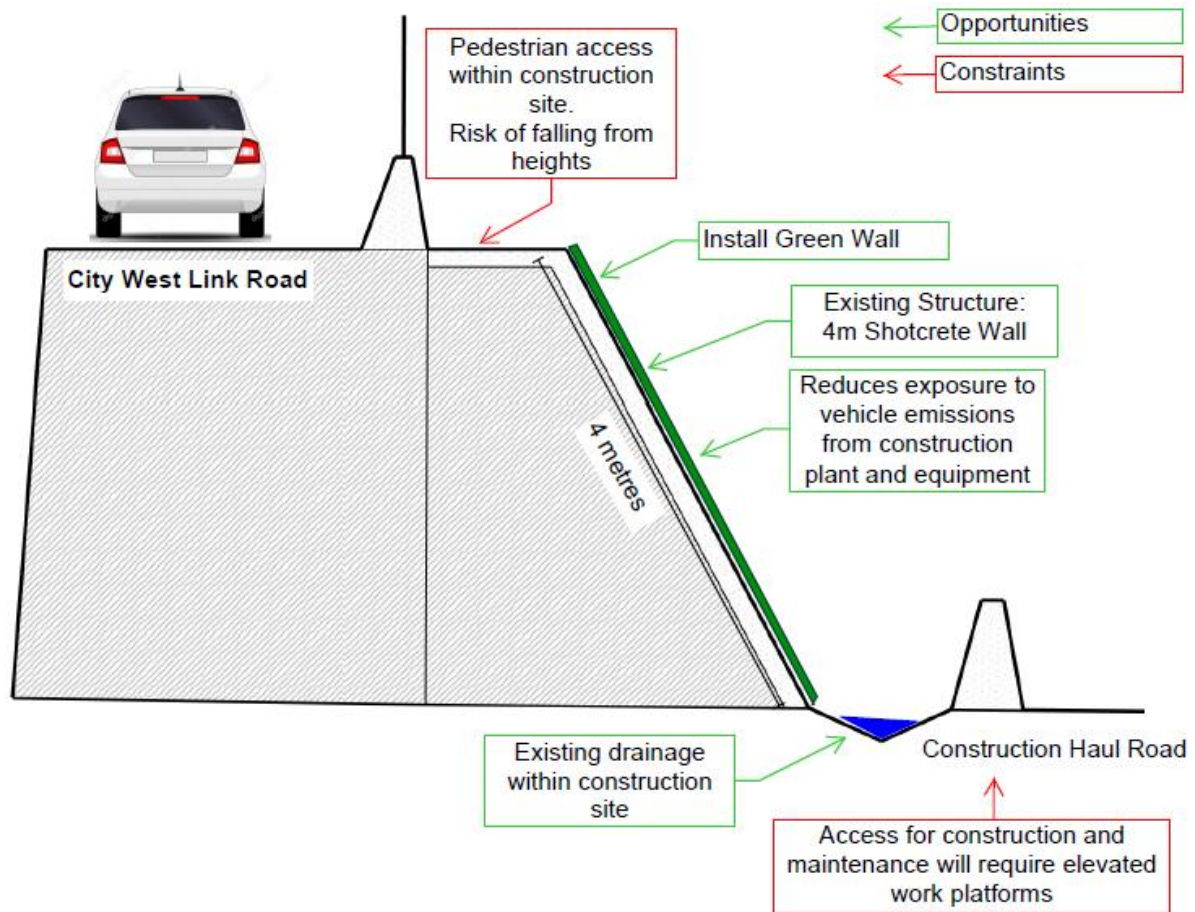 Opportunities
Constraints
Pedestrian access
within construction
site.
Risk of falling from
heights
City West Link Road
Install Green Wall
Existing Structure:
4m Shotcrete Wall
Reduces exposure to
vehicle emissions
from construction
plant and equipment
4 metres
Existing drainage
within construction
site
Construction Haul Road
Access for construction and
maintenance will require elevated
work platforms